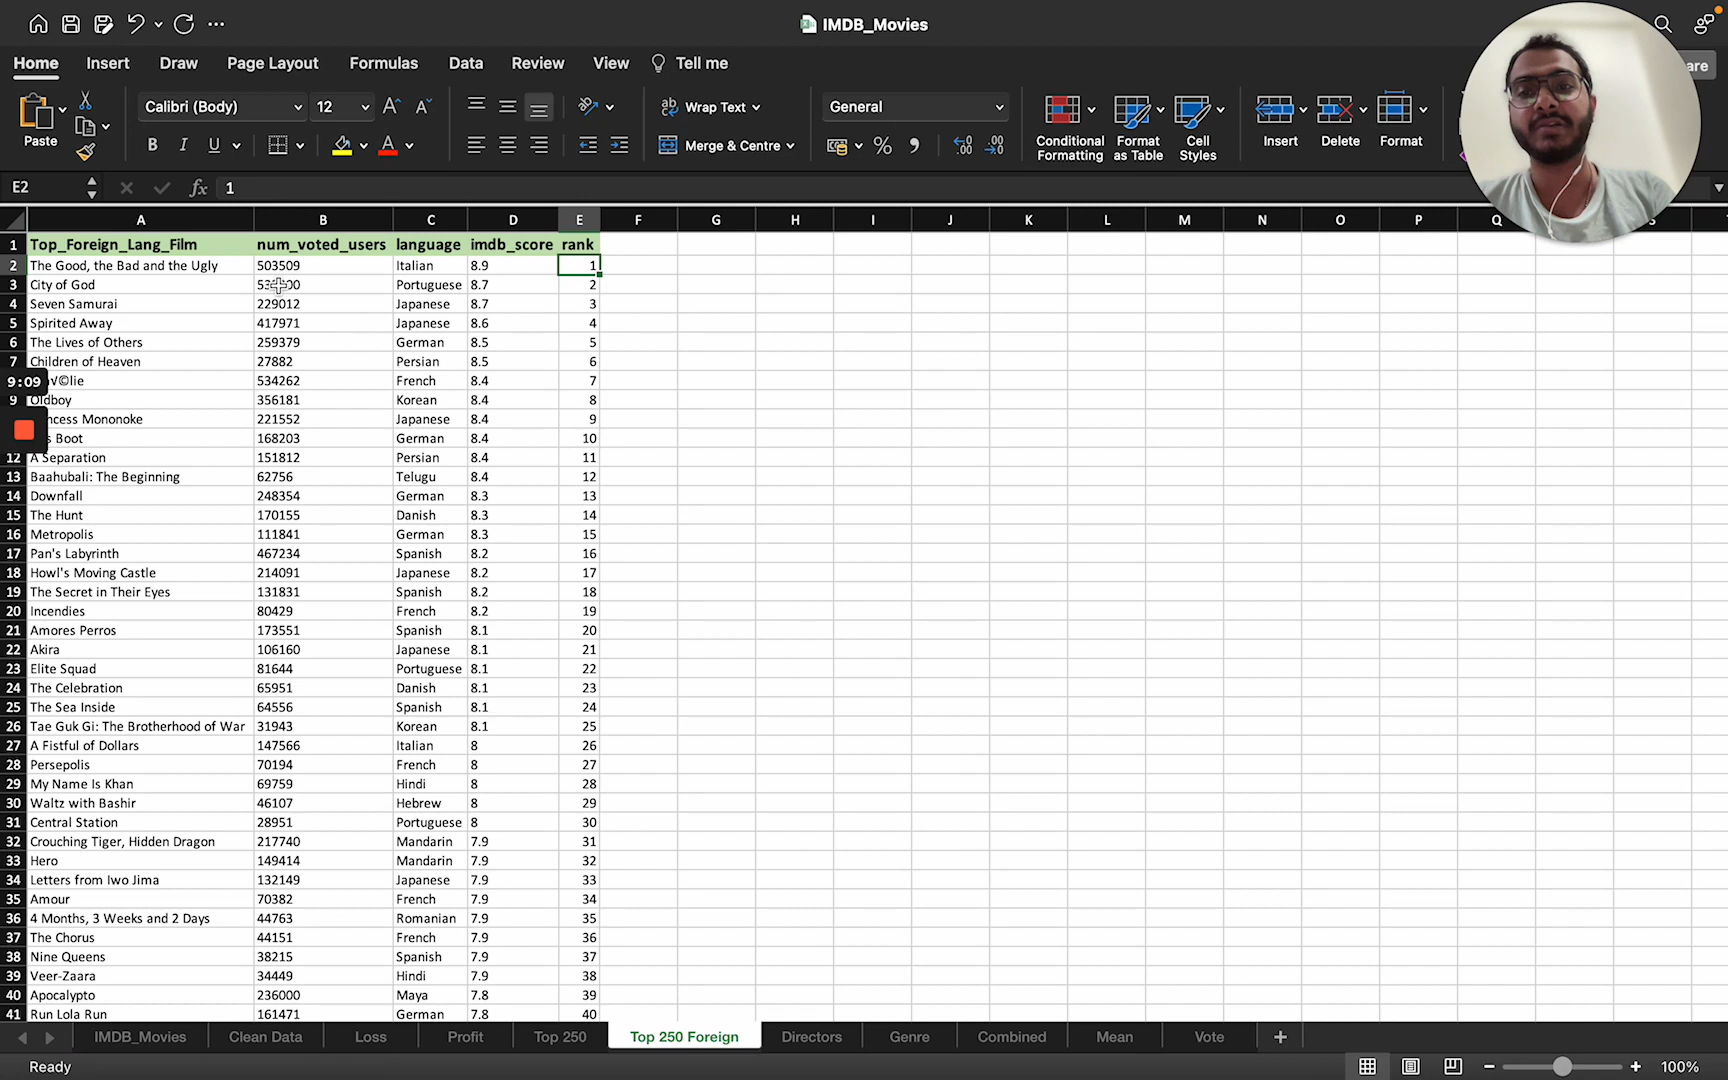 IMDB_Movies
Home Insert Draw Page Layout Formulas Data Review View Tell me
are
Paste
Calibri (Body) 12
Wrap Text
General
B I U A
Merge & Centre
Conditional Formatting
Format as Table
Cell Styles
Insert Delete Format
E2 fx 1
A B C D E F G H I J K L M N O P Q
1 Top_Foreign_Lang_Film num_voted_users language imdb_score rank
2 The Good, the Bad and the Ugly 503509 Italian 8.9 1
3 City of God Portuguese 8.7 2
4 Seven Samurai 229012 Japanese 8.7 3
5 Spirited Away 417971 Japanese 8.6 4
6 The Lives of Others 259379 German 8.5 5
7 Children of Heaven 27882 Persian 8.5 6
9:09 √©lie 534262 French 8.4 7
9 Oldboy 356181 Korean 8.4 8
ncess Mononoke 221552 Japanese 8.4 9
s Boot 168203 German 8.4 10
12 A Separation 151812 Persian 8.4 11
13 Baahubali: The Beginning 62756 Telugu 8.4 12
14 Downfall 248354 German 8.3 13
15 The Hunt 170155 Danish 8.3 14
16 Metropolis 111841 German 8.3 15
17 Pan's Labyrinth 467234 Spanish 8.2 16
18 Howl's Moving Castle 214091 Japanese 8.2 17
19 The Secret in Their Eyes 131831 Spanish 8.2 18
20 Incendies 80429 French 8.2 19
21 Amores Perros 173551 Spanish 8.1 20
22 Akira 106160 Japanese 8.1 21
23 Elite Squad 81644 Portuguese 8.1 22
24 The Celebration 65951 Danish 8.1 23
25 The Sea Inside 64556 Spanish 8.1 24
26 Tae Guk Gi: The Brotherhood of War 31943 Korean 8.1 25
27 A Fistful of Dollars 147566 Italian 8 26
28 Persepolis 70194 French 8 27
29 My Name Is Khan 69759 Hindi 8 28
30 Waltz with Bashir 46107 Hebrew 8 29
31 Central Station 28951 Portuguese 8 30
32 Crouching Tiger, Hidden Dragon 217740 Mandarin 7.9 31
33 Hero 149414 Mandarin 7.9 32
34 Letters from Iwo Jima 132149 Japanese 7.9 33
35 Amour 70382 French 7.9 34
36 4 Months, 3 Weeks and 2 Days 44763 Romanian 7.9 35
37 The Chorus 44151 French 7.9 36
38 Nine Queens 38215 Spanish 7.9 37
39 Veer-Zaara 34449 Hindi 7.9 38
40 Apocalypto 236000 Maya 7.8 39
41 Run Lola Run 161471 German 7.8 40
IMDB_Movies Clean Data Loss Profit Top 250 Top 250 Foreign Directors Genre Combined Mean Vote +
Ready 100%